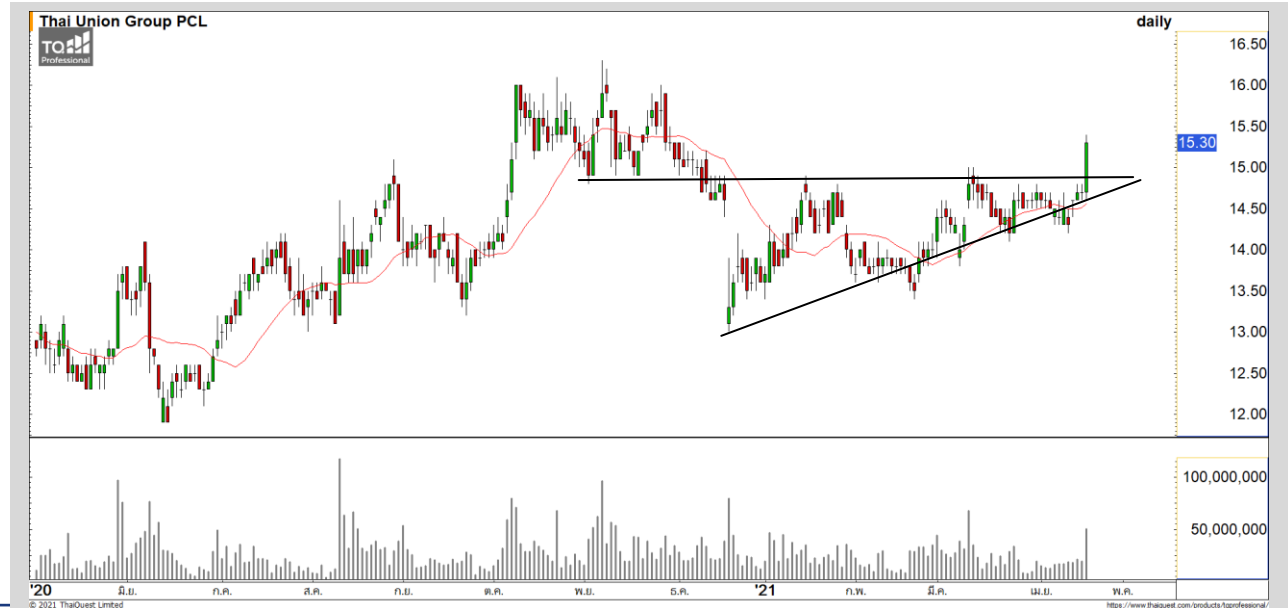 Thai Union Group PCL
daily
TQ
Professional
16.50
16.00
15.50
15.30
15.00
14.50
14.00
13.50
13.00
12.50
12.00
100,000,000
50,000,000
'20 มิ.ย. ก.ค. ส.ค. ก.ย. ต.ค. พ.ย. ธ.ค. '21 ก.พ. มี.ค. เม.ย. พ.ค.
© 2021 ThaiQuest Limited
https://www.thaiquest.com/products/tqprofessional/